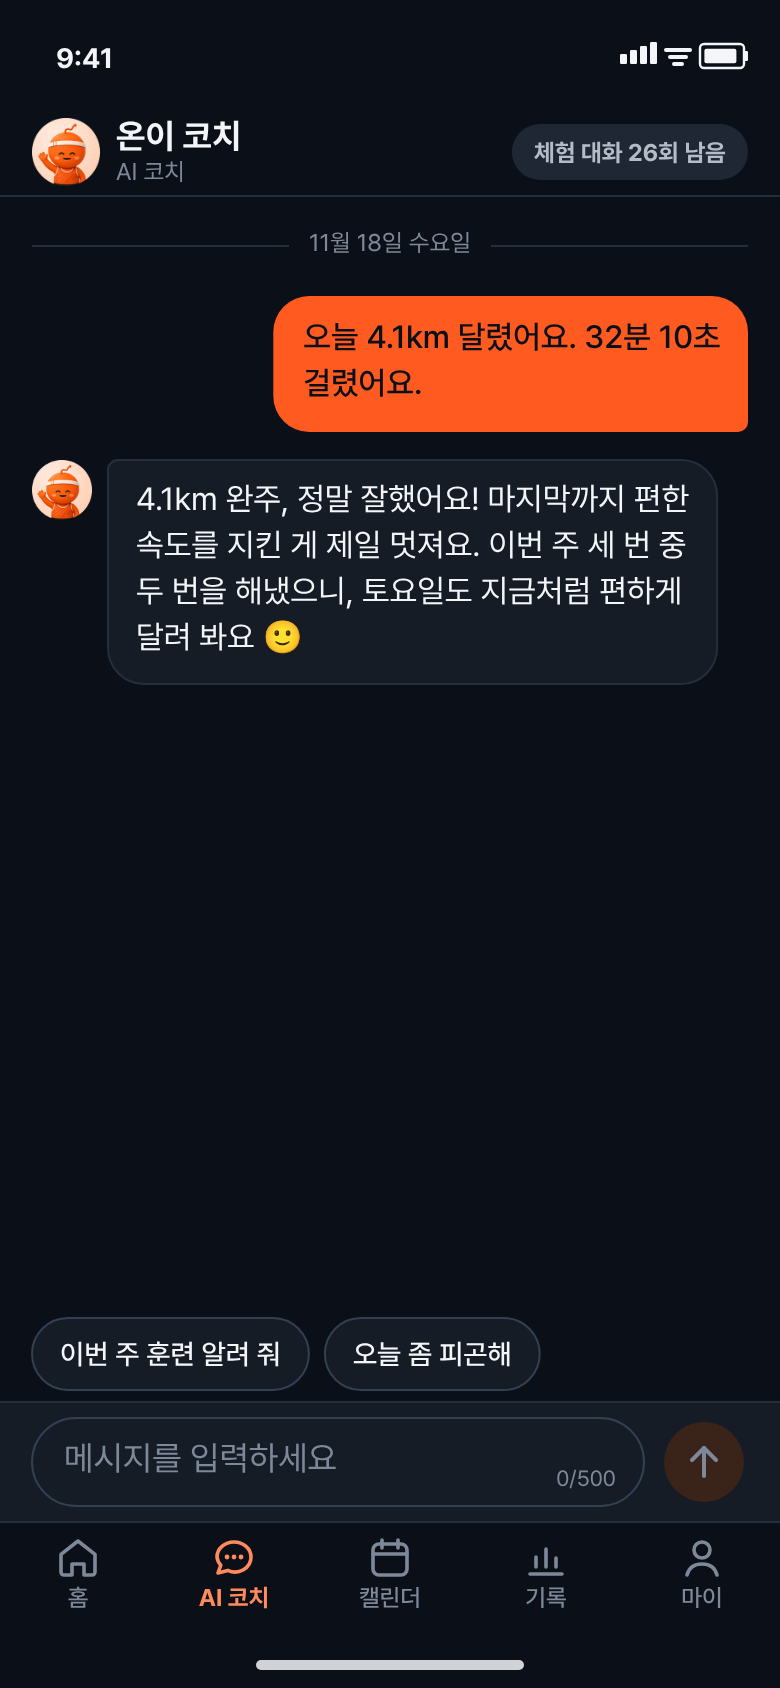 9:41
온이 코치
AI 코치
체험 대화 26회 남음
11월 18일 수요일
오늘 4.1km 달렸어요. 32분 10초
걸렸어요.
4.1km 완주, 정말 잘했어요! 마지막까지 편한
속도를 지킨 게 제일 멋져요. 이번 주 세 번 중
두 번을 해냈으니, 토요일도 지금처럼 편하게
달려 봐요 🙂
이번 주 훈련 알려 줘
오늘 좀 피곤해
메시지를 입력하세요
0/500
홈
AI 코치
캘린더
기록
마이